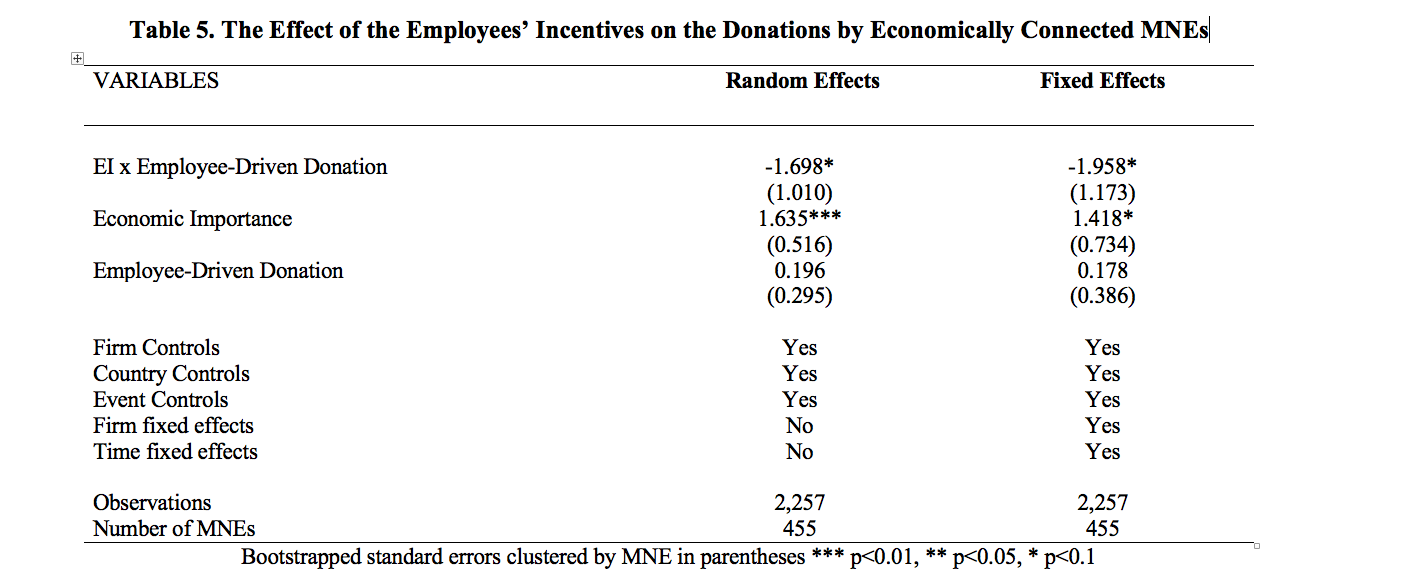 Table 5. The Effect of the Employees’ Incentives on the Donations by Economically Connected MNEs
VARIABLES Random Effects Fixed Effects
EI x Employee-Driven Donation -1.698* -1.958*
(1.010) (1.173)
Economic Importance 1.635*** 1.418*
(0.516) (0.734)
Employee-Driven Donation 0.196 0.178
(0.295) (0.386)
Firm Controls Yes Yes
Country Controls Yes Yes
Event Controls Yes Yes
Firm fixed effects No Yes
Time fixed effects No Yes
Observations 2,257 2,257
Number of MNEs 455 455
Bootstrapped standard errors clustered by MNE in parentheses *** p<0.01, ** p<0.05, * p<0.1